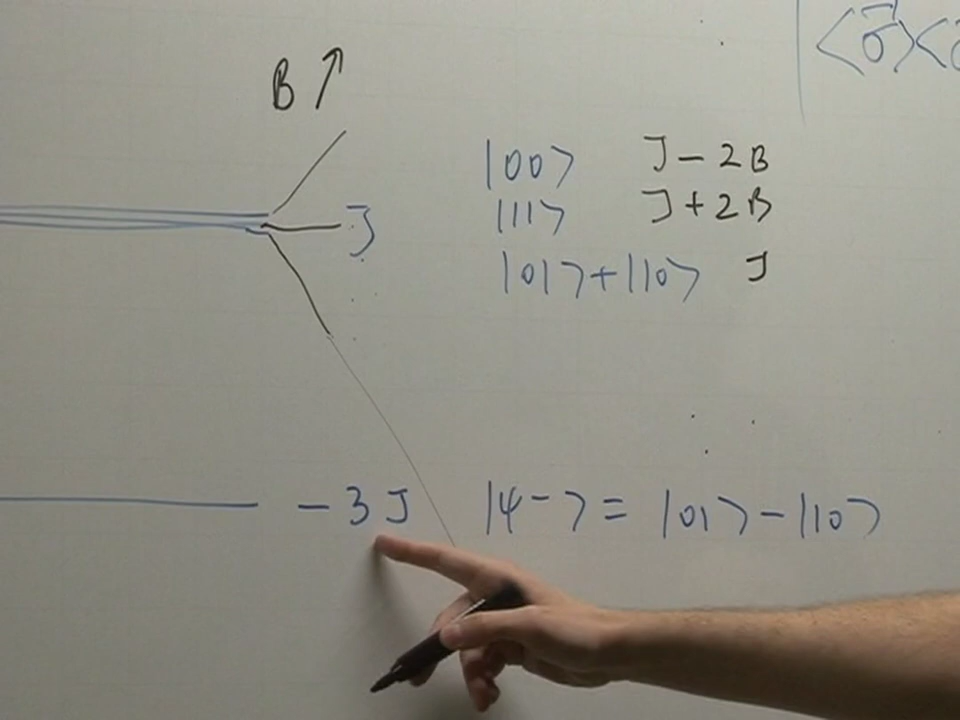 <σ⃗><σ
B ↑
|00> J - 2B
|11> J + 2B
J |01> + |10> J
- 3J |ψ-> = |01> - |10>